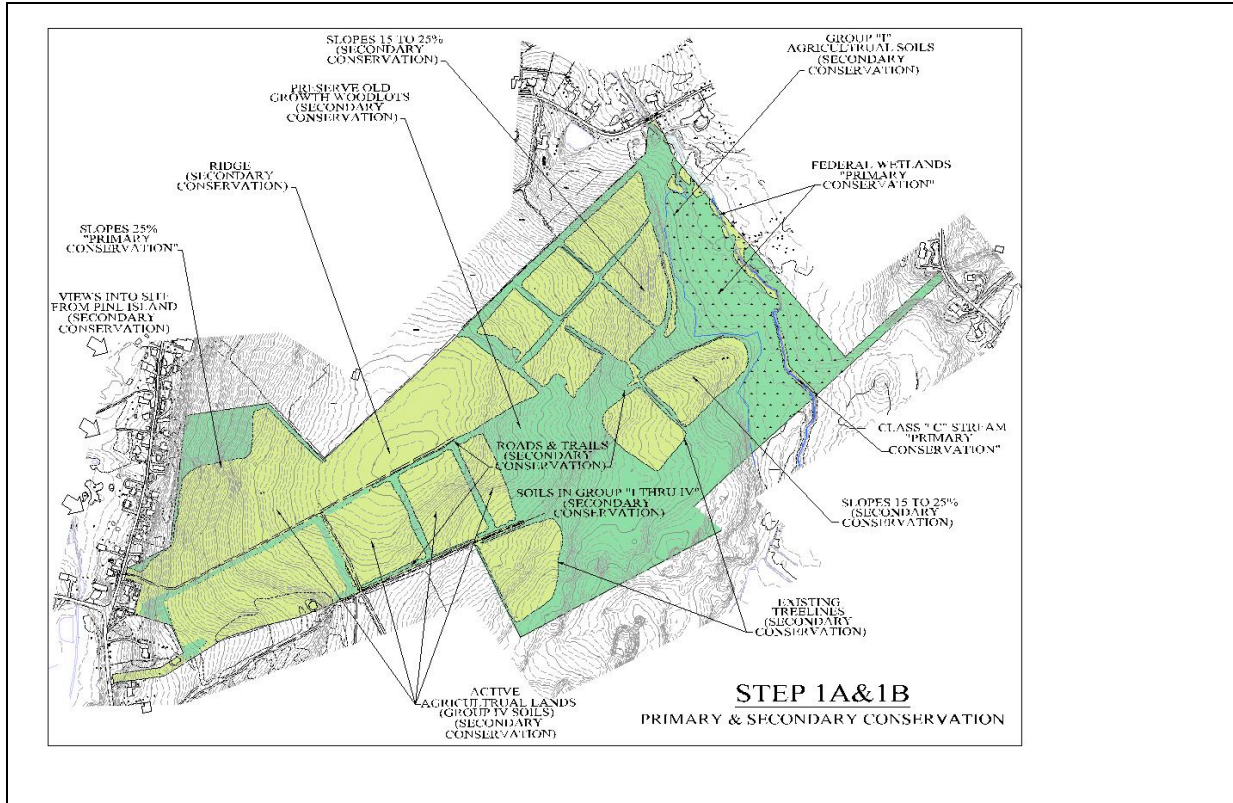 SLOPES 15 TO 25%
(SECONDARY
CONSERVATION)
GROUP "I"
AGRICULTRUAL SOILS
(SECONDARY
CONSERVATION)
PRESERVE OLD
GROWTH WOODLOTS
(SECONDARY
CONSERVATION)
RIDGE
(SECONDARY
CONSERVATION)
FEDERAL WETLANDS
"PRIMARY
CONSERVATION"
SLOPES 25%
"PRIMARY
CONSERVATION"
VIEWS INTO SITE
FROM PINE ISLAND
(SECONDARY
CONSERVATION)
ROADS & TRAILS
(SECONDARY
CONSERVATION)
SOILS IN GROUP "I THRU IV"
(SECONDARY
CONSERVATION)
CLASS "C" STREAM
"PRIMARY
CONSERVATION"
SLOPES 15 TO 25%
(SECONDARY
CONSERVATION)
EXISTING
TREELINES
(SECONDARY
CONSERVATION)
ACTIVE
AGRICULTRUAL LANDS
(GROUP IV SOILS)
(SECONDARY
CONSERVATION)
STEP 1A&1B
PRIMARY & SECONDARY CONSERVATION